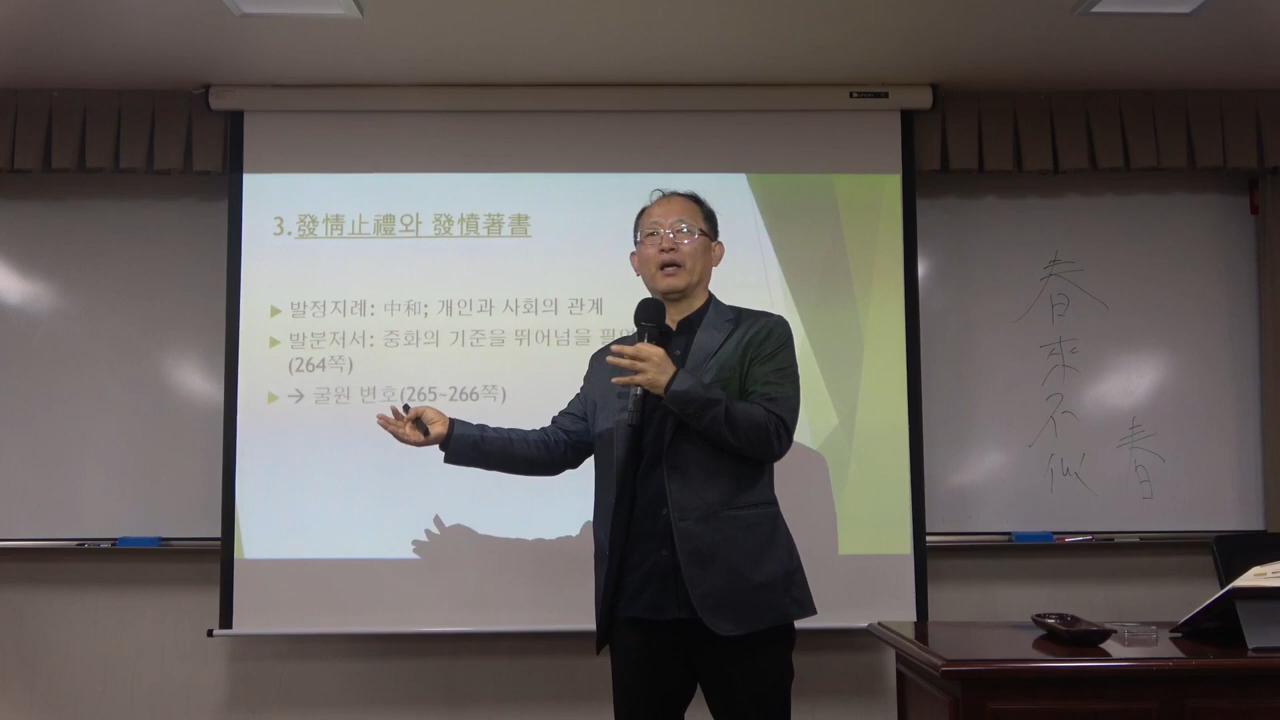 3.發情止禮와 發憤著書
▶ 발정지례: 中和; 개인과 사회의 관계
▶ 발분저서: 중화의 기준을 뛰어넘을
(264쪽)
▶ → 굴원 변호(265~266쪽)
春來不似
春